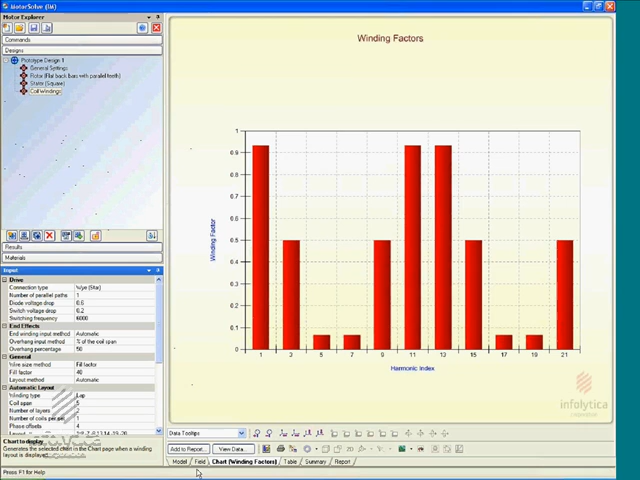 MotorSolve (IM)
Motor Explorer
Commands
Designs
Prototype Design 1
General Settings
Rotor (Flat back bars with parallel teeth)
Stator (Square)
Coil Windings
Results
Materials
Input
Drive
Connection type Wye (Star)
Number of parallel paths 1
Diode voltage drop 0.6
Switch voltage drop 0.2
Switching frequency 6000
End Effects
End winding input method Automatic
Overhang input method % of the coil span
Overhang percentage 50
General
Wire size method Fill factor
Fill factor 40
Layout method Automatic
Automatic Layout
Winding type Lap
Coil span 5
Number of layers 2
Number of coils per
Phase offsets 4
Chart to display
Generates the selected chart in the Chart page when a winding
layout is displayed
Press F1 for Help
Winding Factors
Winding Factor
1
0.9
0.8
0.7
0.6
0.5
0.4
0.3
0.2
0.1
0
1 3 5 7 9 11 13 15 17 19 21
Harmonic Index
infolytica
corporation
Data Tooltips
Add to Report...
View Data...
Model Field Chart (Winding Factors) Table Summary Report